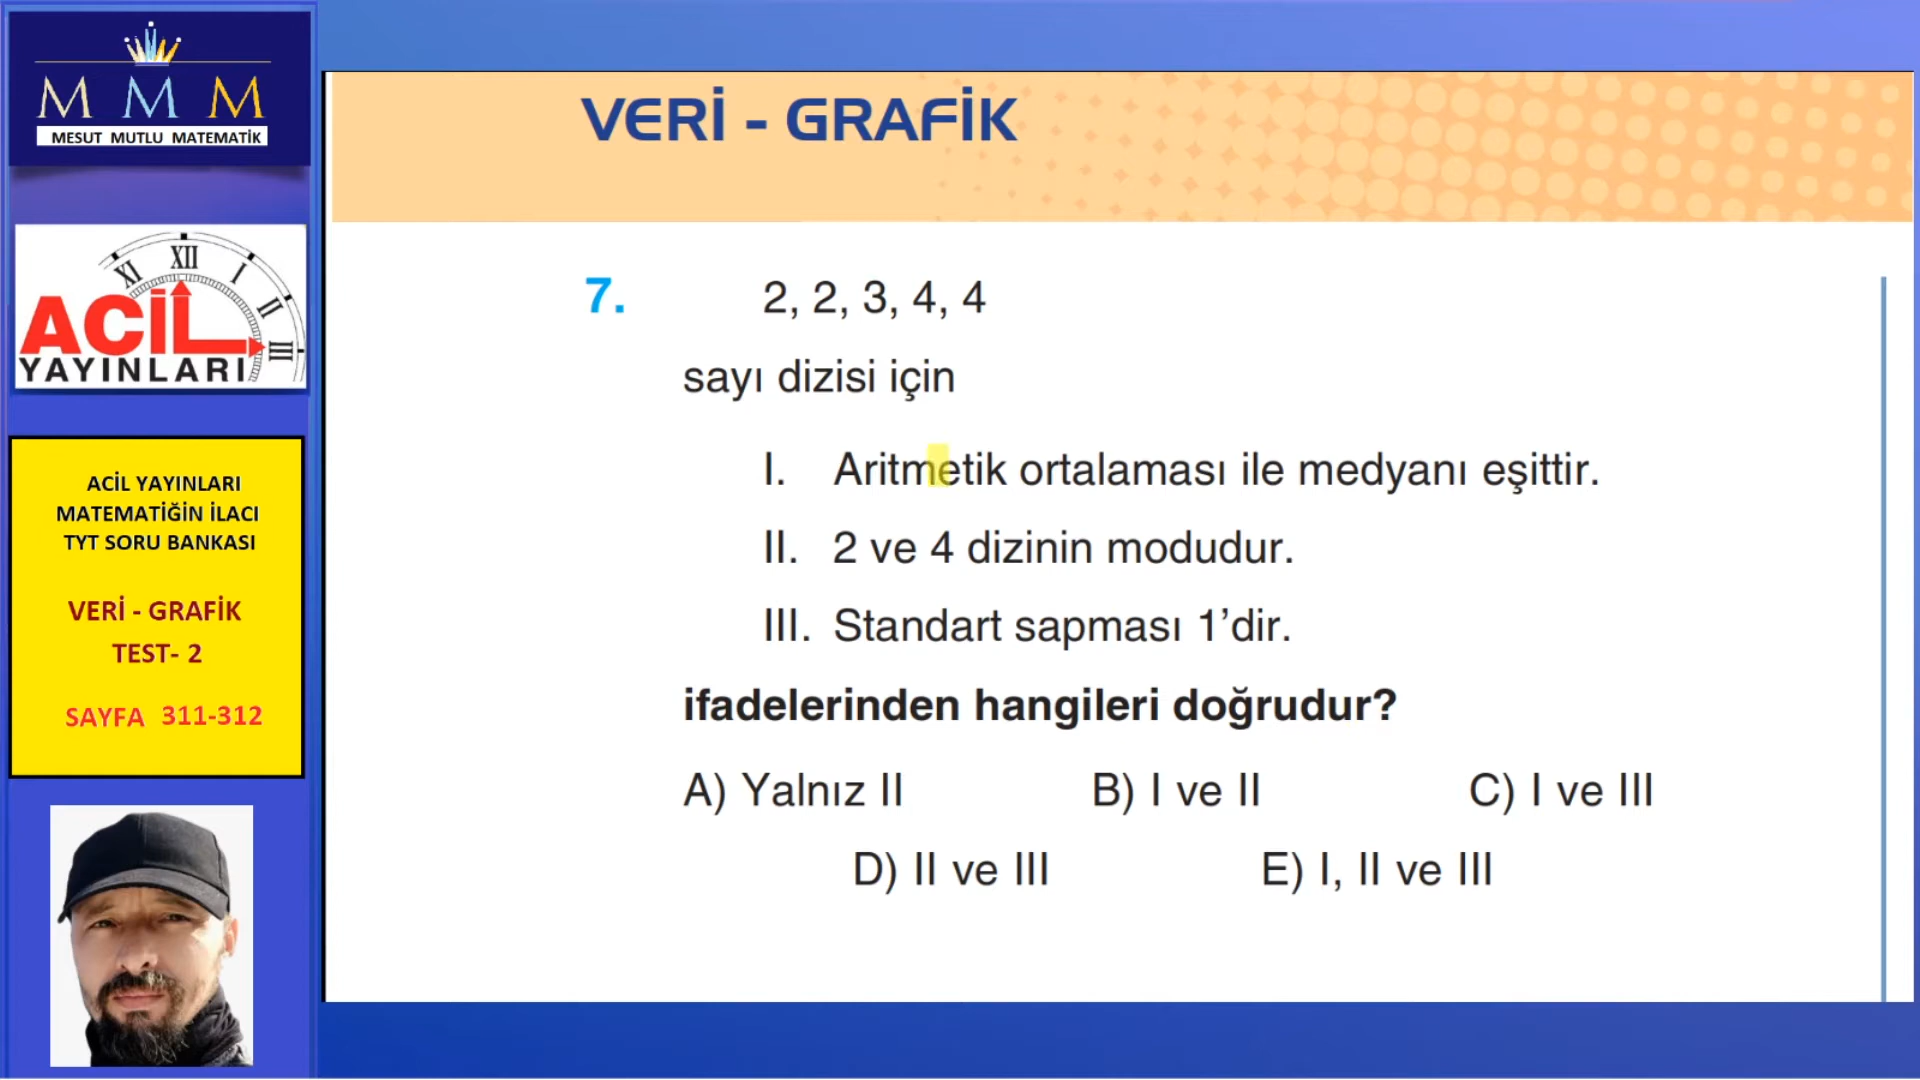 M M M
MESUT MUTLU MATEMATİK
XI XII I II III
ACİL
YAYINLARI
ACİL YAYINLARI
MATEMATİĞİN İLACI
TYT SORU BANKASI
VERİ - GRAFİK
TEST- 2
SAYFA 311-312
VERİ - GRAFİK
7. 2, 2, 3, 4, 4
sayı dizisi için
I. Aritmetik ortalaması ile medyanı eşittir.
II. 2 ve 4 dizinin modudur.
III. Standart sapması 1’dir.
ifadelerinden hangileri doğrudur?
A) Yalnız II B) I ve II C) I ve III
D) II ve III E) I, II ve III